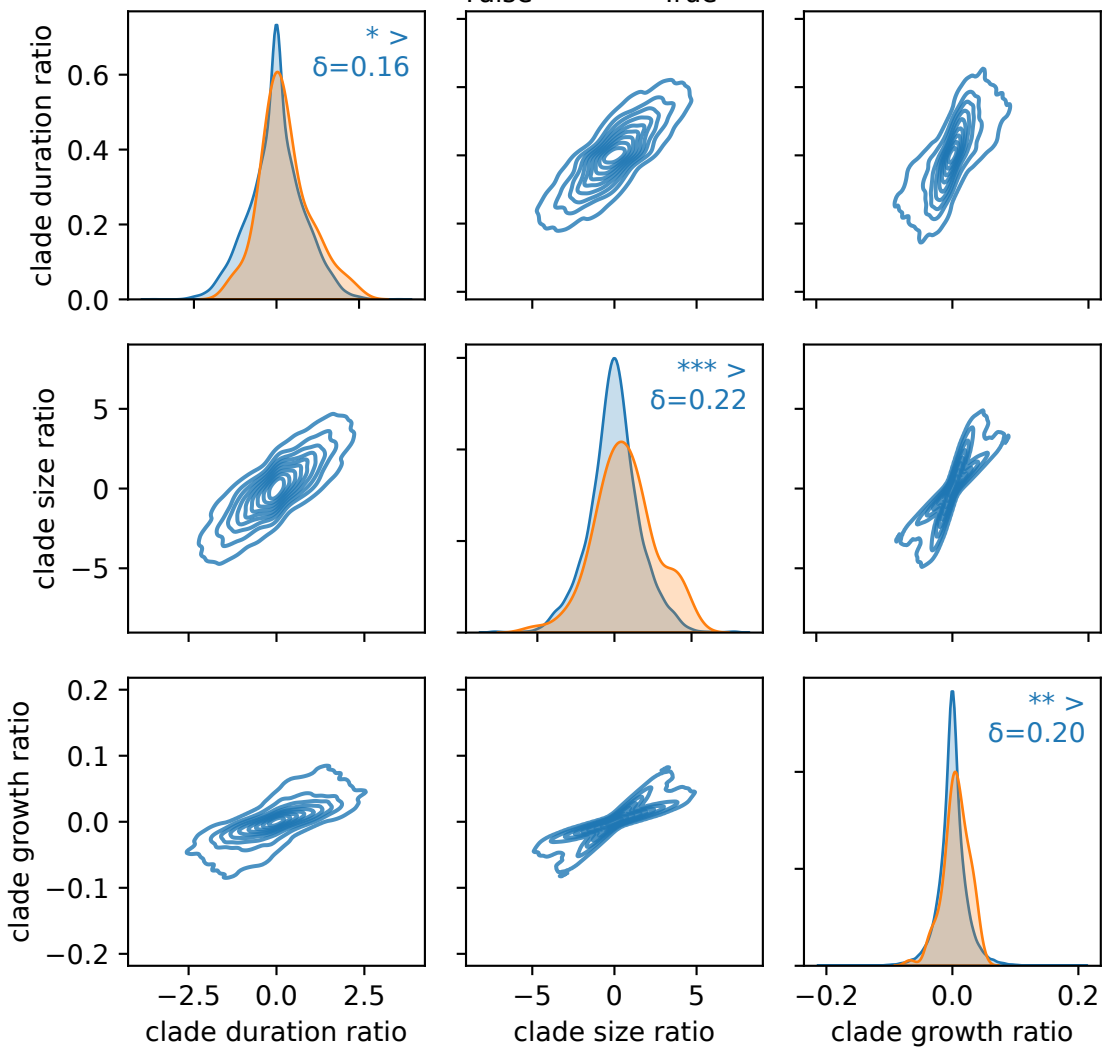 clade duration ratio
0.6
0.4
0.2
0.0
* >
δ=0.16
clade size ratio
5
0
−5
*** >
δ=0.22
clade growth ratio
0.2
0.1
0.0
−0.1
−0.2
** >
δ=0.20
−2.5 0.0 2.5
clade duration ratio
−5 0 5
clade size ratio
−0.2 0.0 0.2
clade growth ratio